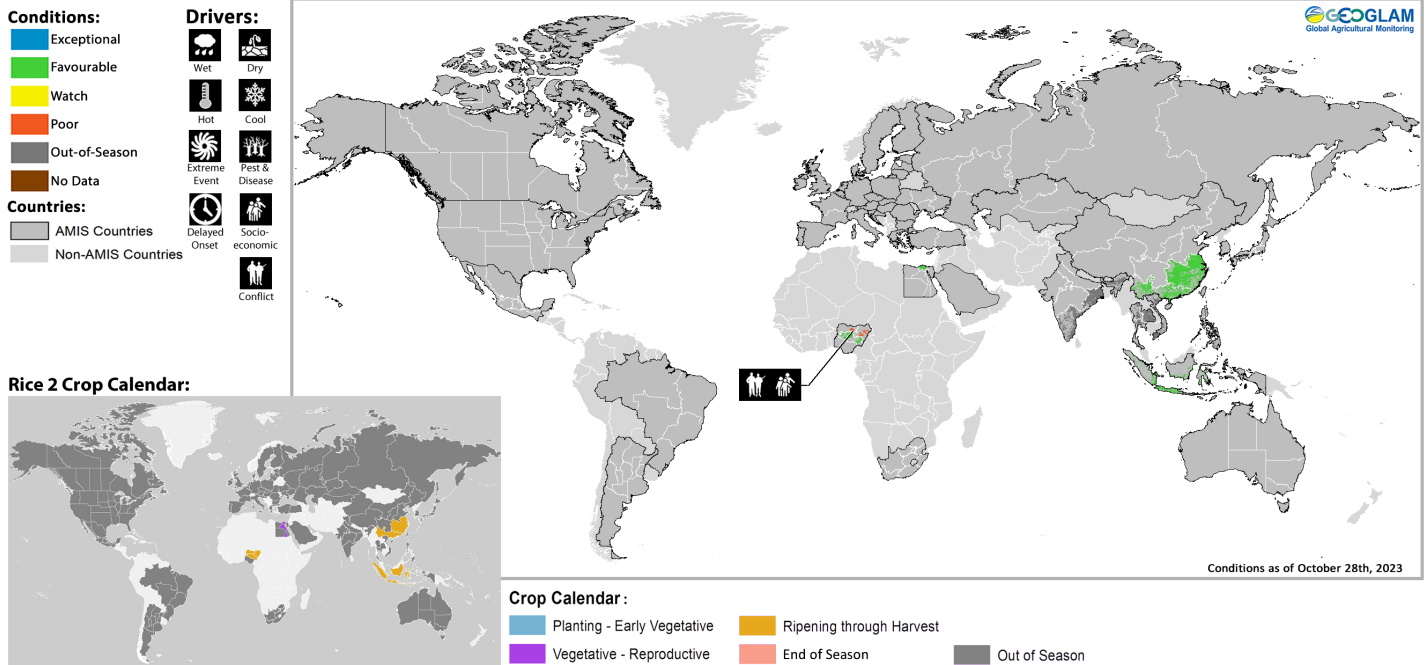 Conditions:
Exceptional
Favourable
Watch
Poor
Out-of-Season
No Data
Countries:
AMIS Countries
Non-AMIS Countries
Drivers:
Wet
Dry
Hot
Cool
Extreme
Event
Pest &
Disease
Delayed
Onset
Socio-
economic
Conflict
GEOGLAM
Global Agricultural Monitoring
Conditions as of October 28th, 2023
Rice 2 Crop Calendar:
Crop Calendar :
Planting - Early Vegetative
Ripening through Harvest
Vegetative - Reproductive
End of Season
Out of Season